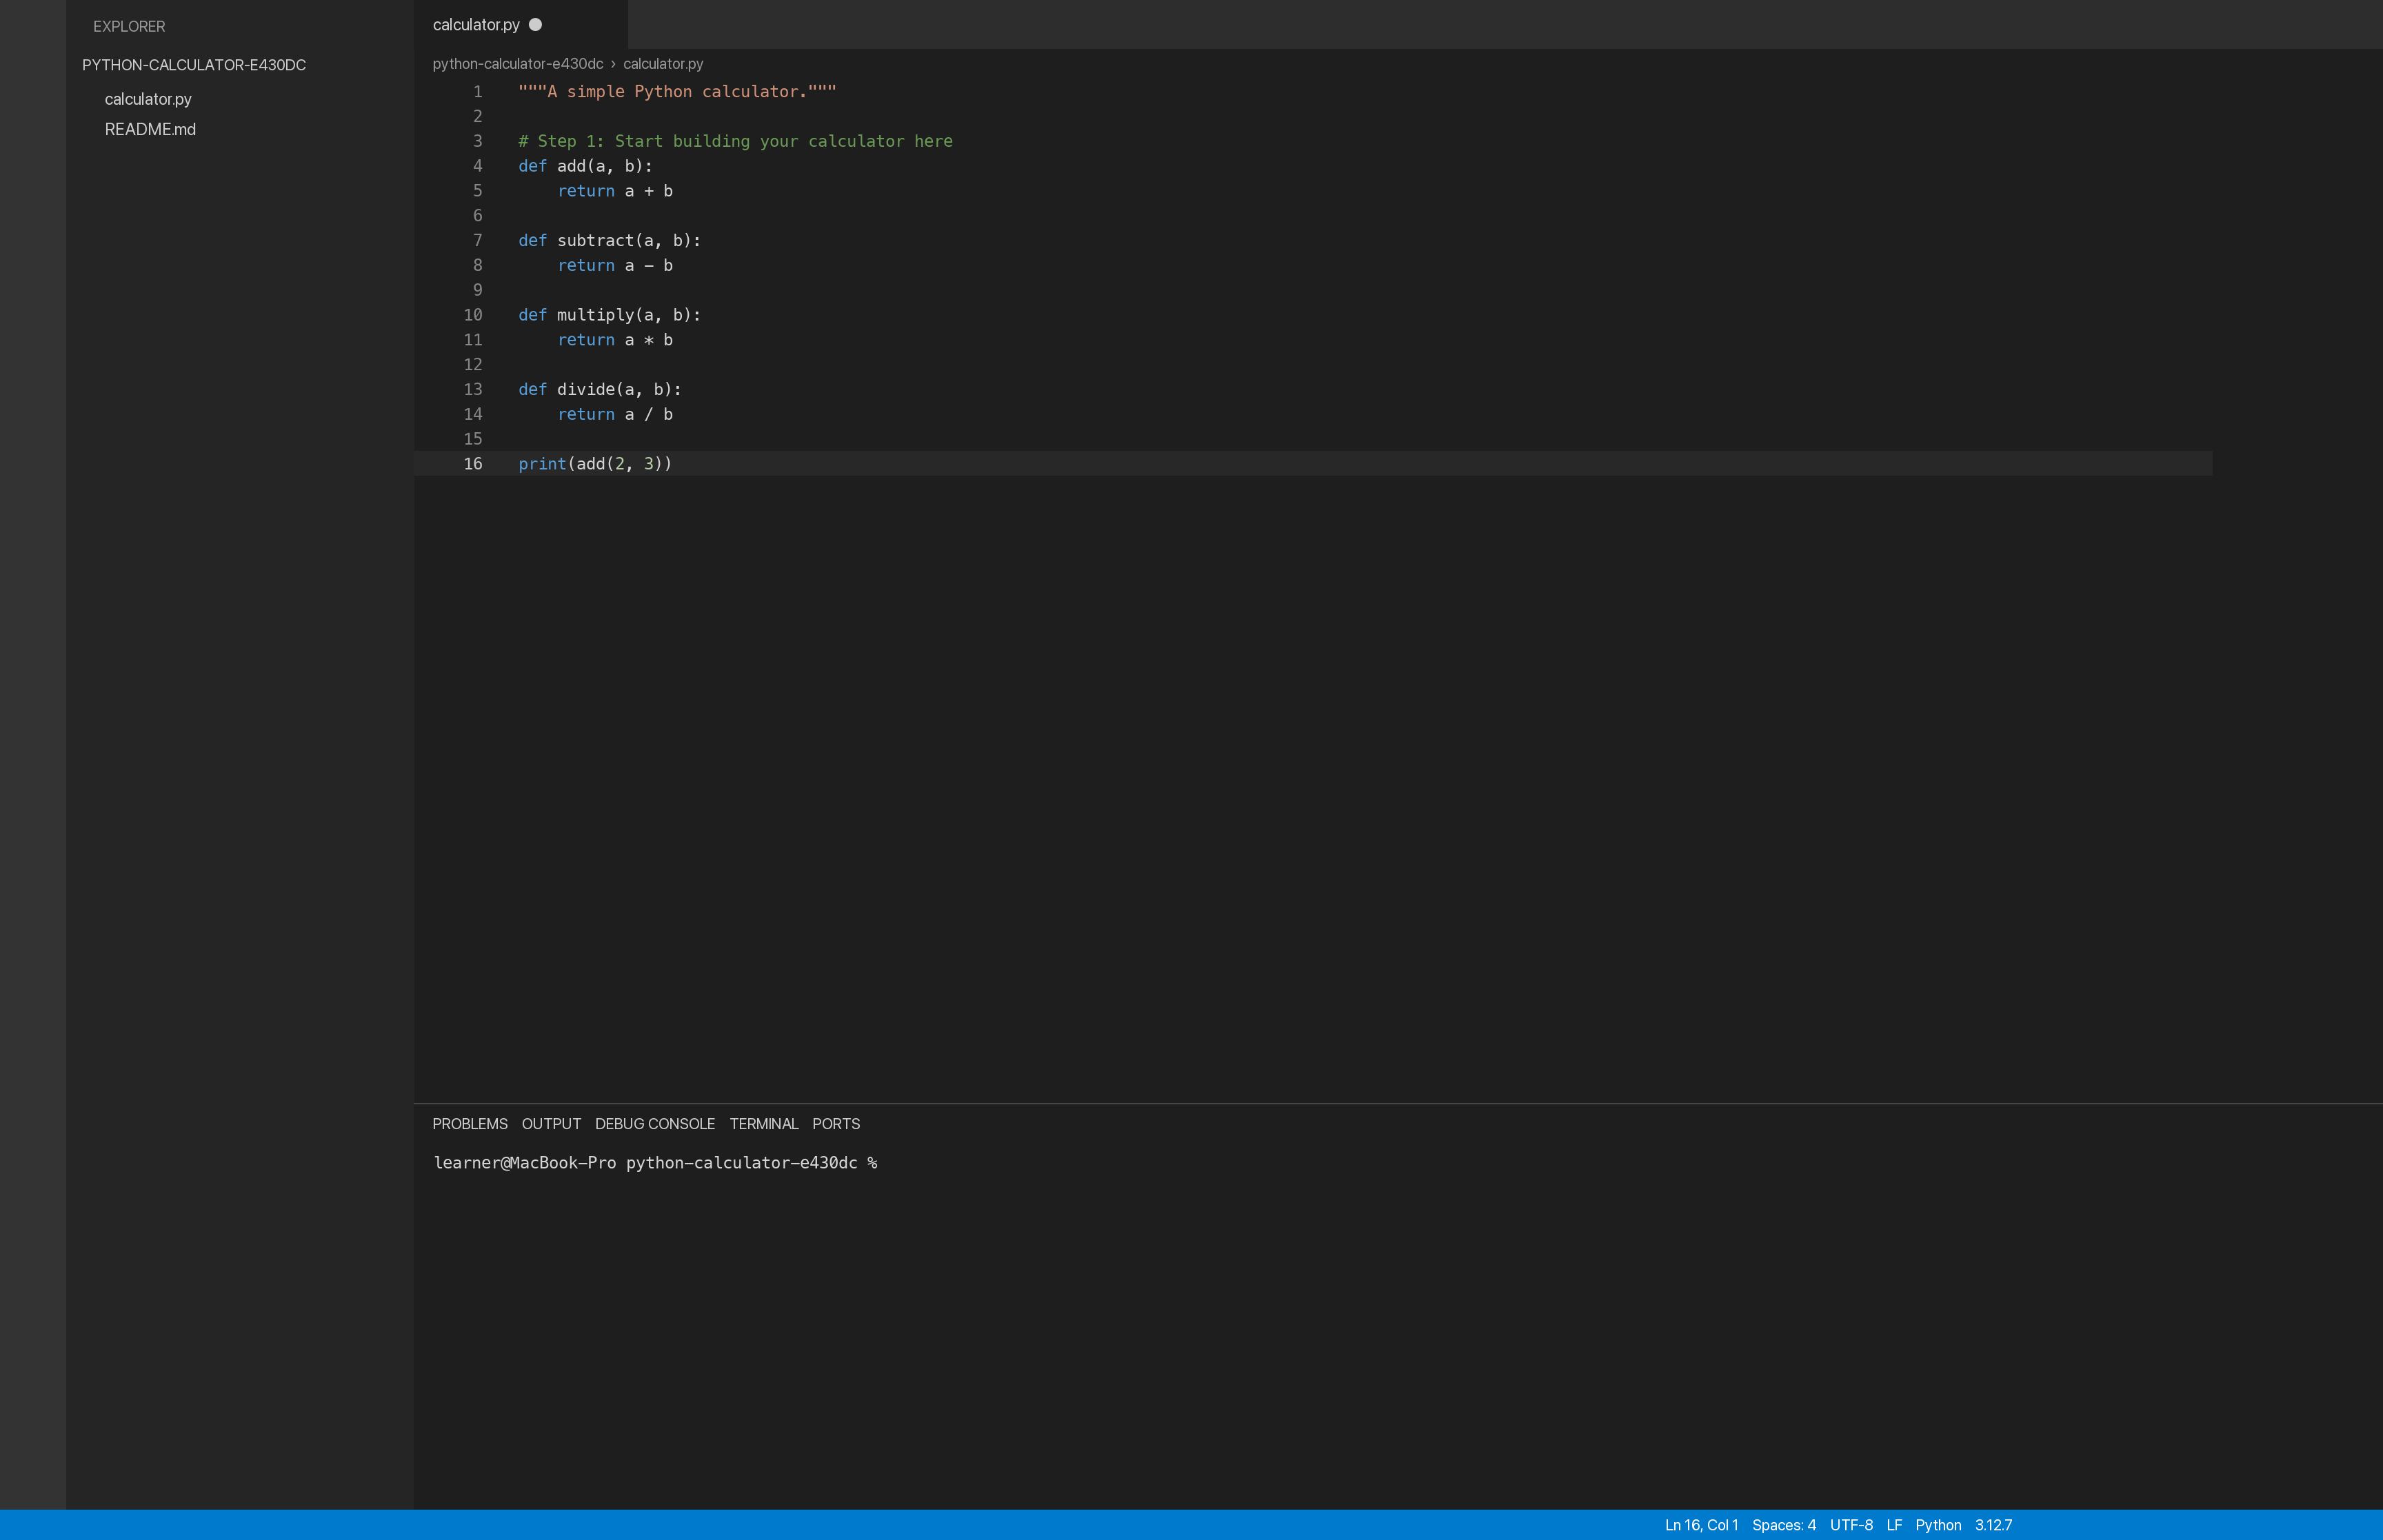 EXPLORER
PYTHON-CALCULATOR-E430DC
calculator.py
README.md
calculator.py
python-calculator-e430dc › calculator.py
1 """A simple Python calculator."""
2
3 # Step 1: Start building your calculator here
4 def add(a, b):
5     return a + b
6
7 def subtract(a, b):
8     return a - b
9
10 def multiply(a, b):
11     return a * b
12
13 def divide(a, b):
14     return a / b
15
16 print(add(2, 3))
PROBLEMS OUTPUT DEBUG CONSOLE TERMINAL PORTS
learner@MacBook-Pro python-calculator-e430dc %
Ln 16, Col 1 Spaces: 4 UTF-8 LF Python 3.12.7